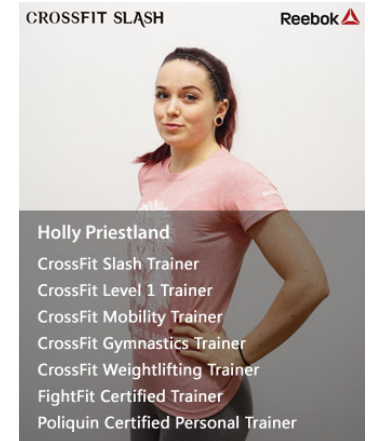 CROSSFIT SLASH
Reebok
Holly Priestland
CrossFit Slash Trainer
CrossFit Level 1 Trainer
CrossFit Mobility Trainer
CrossFit Gymnastics Trainer
CrossFit Weightlifting Trainer
FightFit Certified Trainer
Poliquin Certified Personal Trainer